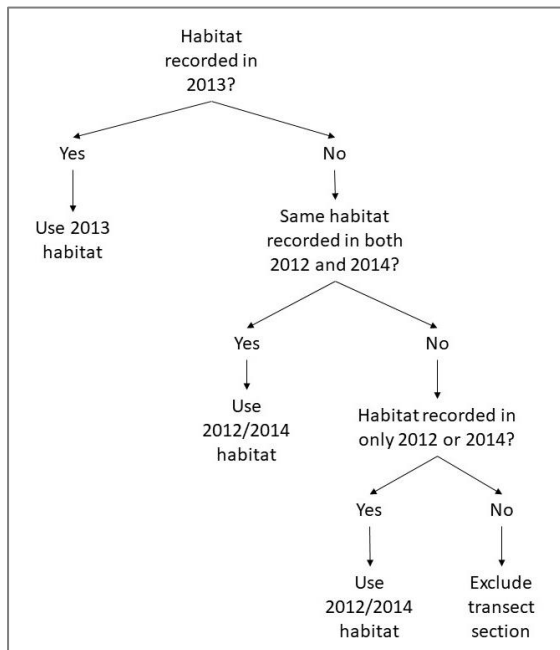 Habitat
recorded in
2013?
Yes
No
Use 2013
habitat
Same habitat
recorded in both
2012 and 2014?
Yes
No
Use
2012/2014
habitat
Habitat recorded in
only 2012 or 2014?
Yes
No
Use
2012/2014
habitat
Exclude
transect
section